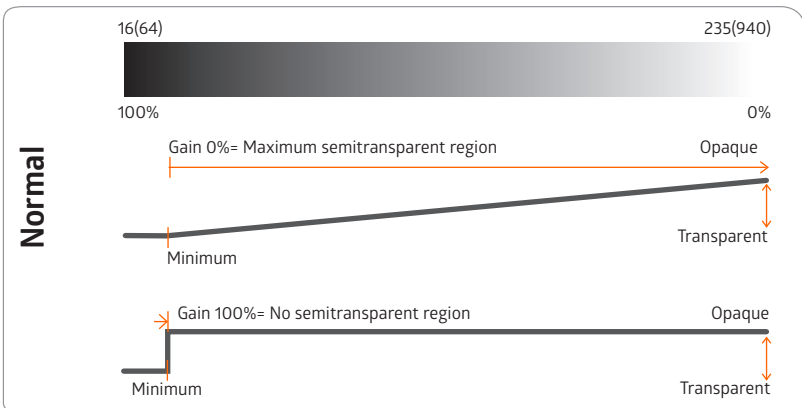 16(64) 235(940)
100% 0%
Normal
Gain 0%= Maximum semitransparent region Opaque
Transparent
Minimum
Gain 100%= No semitransparent region Opaque
Minimum Transparent